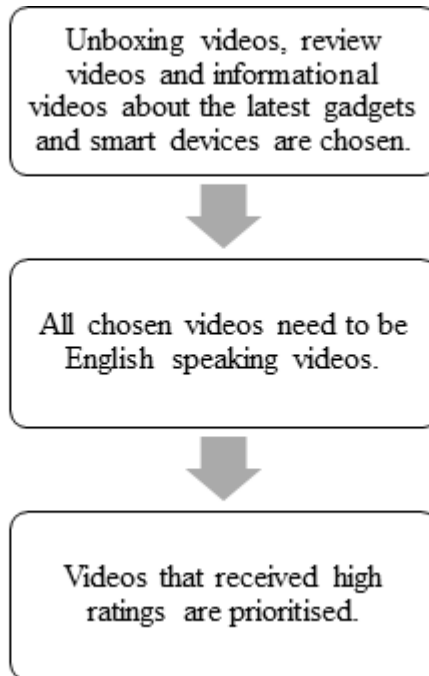 Unboxing videos, review
videos and informational
videos about the latest gadgets
and smart devices are chosen.
All chosen videos need to be
English speaking videos.
Videos that received high
ratings are prioritised.